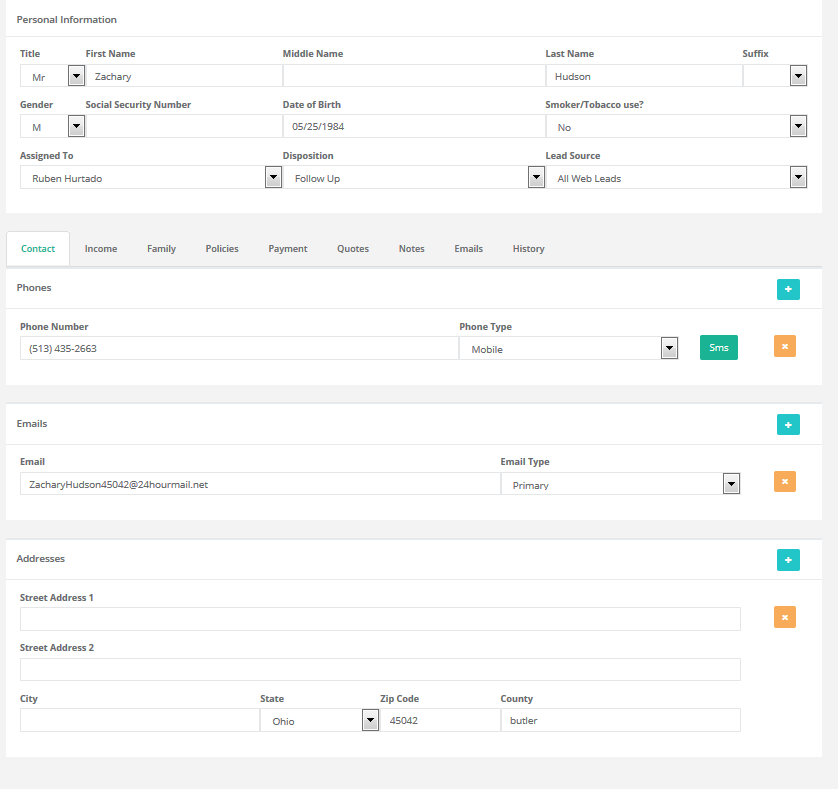 Personal Information
Title First Name Middle Name Last Name Suffix
Mr Zachary Hudson
Gender Social Security Number Date of Birth Smoker/Tobacco use?
M 05/25/1984 No
Assigned To Disposition Lead Source
Ruben Hurtado Follow Up All Web Leads
Contact Income Family Policies Payment Quotes Notes Emails History
Phones
Phone Number Phone Type
(513) 435-2663 Mobile Sms
Emails
Email Email Type
ZacharyHudson45042@24hourmail.net Primary
Addresses
Street Address 1
Street Address 2
City State Zip Code County
Ohio 45042 butler